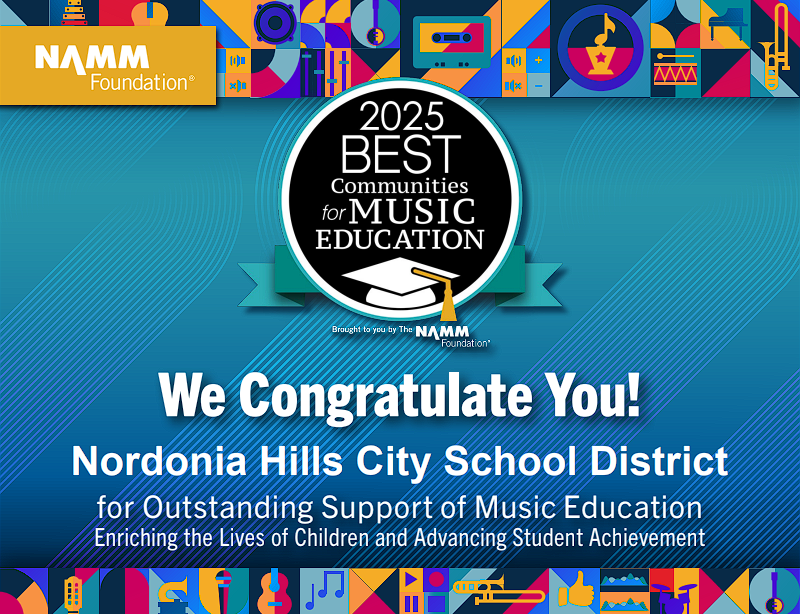 NAMM
Foundation®
2025
BEST
Communities
for MUSIC
EDUCATION
Brought to you by The NAMM
Foundation®
We Congratulate You!
Nordonia Hills City School District
for Outstanding Support of Music Education
Enriching the Lives of Children and Advancing Student Achievement